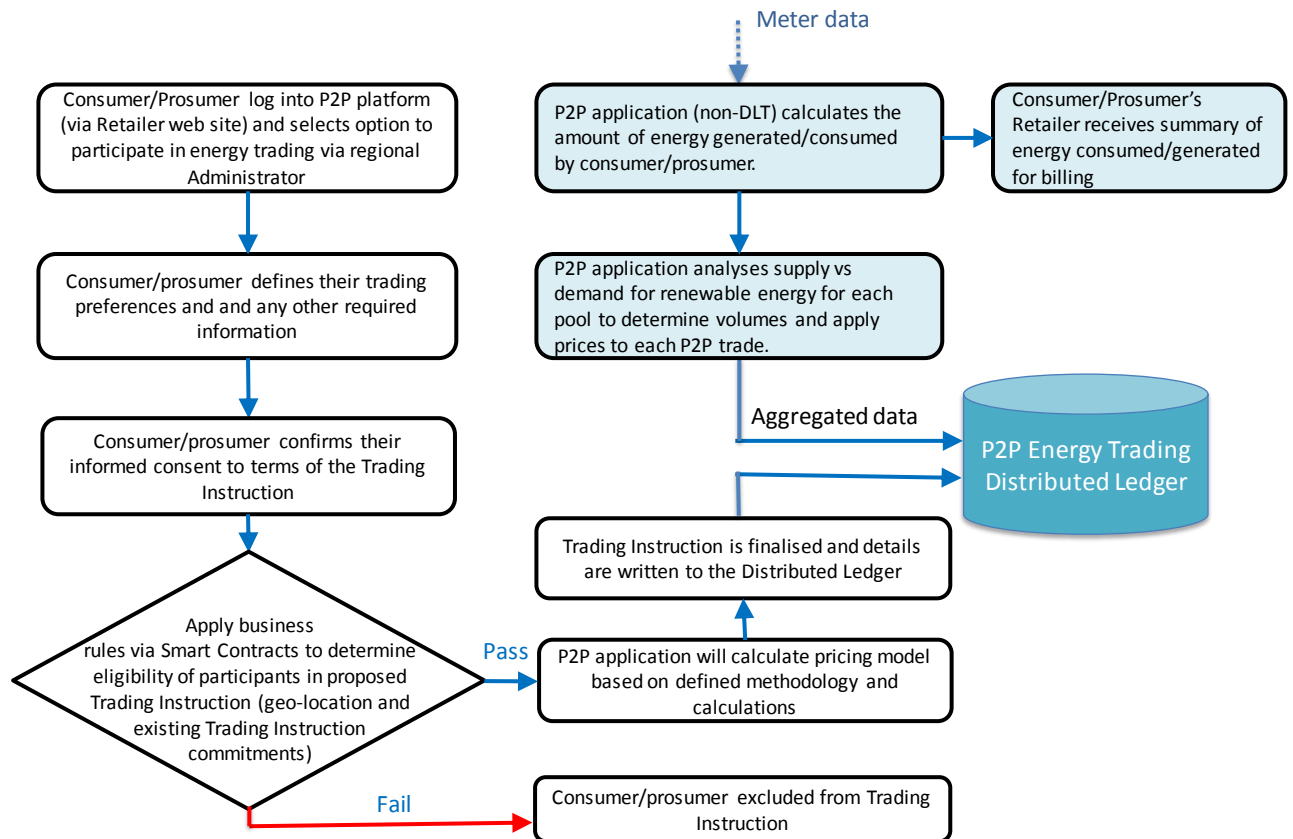 Meter data
Consumer/Prosumer log into P2P platform
(via Retailer web site) and selects option to
participate in energy trading via regional
Administrator
P2P application (non-DLT) calculates the
amount of energy generated/consumed
by consumer/prosumer.
Consumer/Prosumer's
Retailer receives summary of
energy consumed/generated
for billing
Consumer/prosumer defines their trading
preferences and and any other required
information
P2P application analyses supply vs
demand for renewable energy for each
pool to determine volumes and apply
prices to each P2P trade.
Consumer/prosumer confirms their
informed consent to terms of the Trading
Instruction
Aggregated data
P2P Energy Trading
Distributed Ledger
Trading Instruction is finalised and details
are written to the Distributed Ledger
Apply business
rules via Smart Contracts to determine
eligibility of participants in proposed
Trading Instruction (geo-location and
existing Trading Instruction
commitments)
Pass
P2P application will calculate pricing model
based on defined methodology and
calculations
Fail
Consumer/prosumer excluded from Trading
Instruction